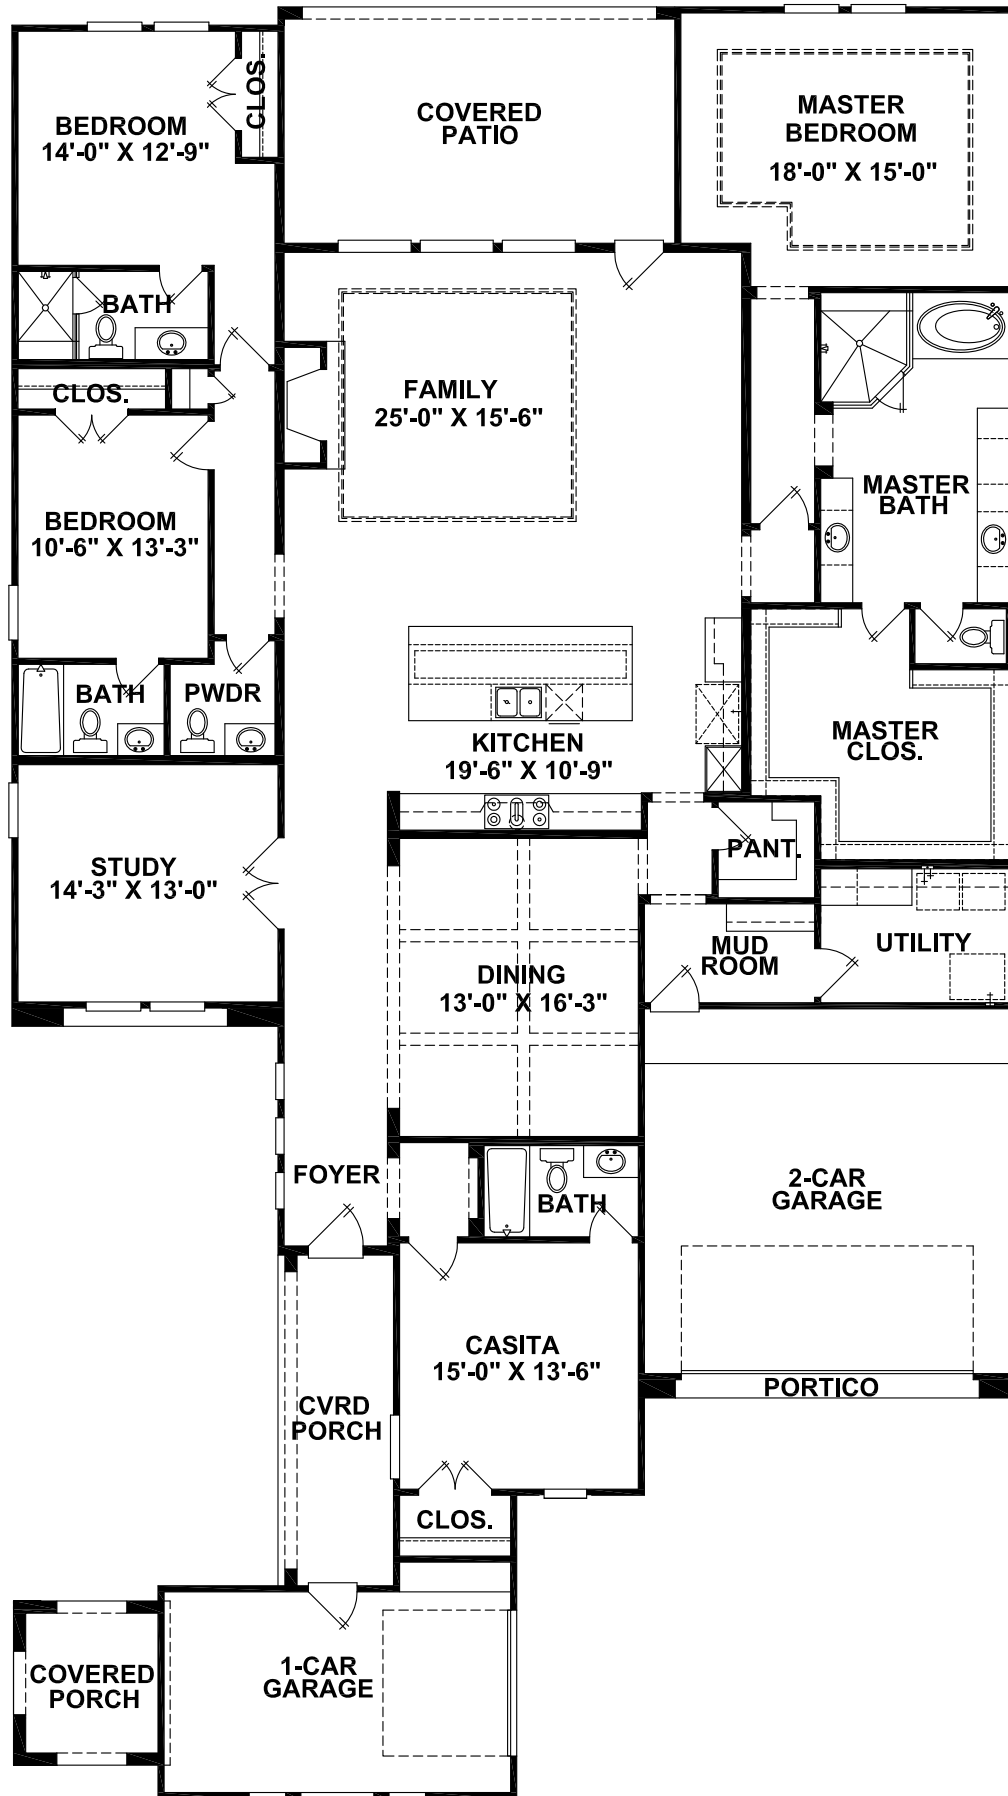 BEDROOM
14'-0" X 12'-9"
CLOS.
COVERED
PATIO
MASTER
BEDROOM
18'-0" X 15'-0"
BATH
CLOS.
FAMILY
25'-0" X 15'-6"
MASTER
BATH
BEDROOM
10'-6" X 13'-3"
BATH
PWDR
KITCHEN
19'-6" X 10'-9"
MASTER
CLOS.
STUDY
14'-3" X 13'-0"
PANT.
MUD
ROOM
UTILITY
DINING
13'-0" X 16'-3"
FOYER
BATH
2-CAR
GARAGE
CASITA
15'-0" X 13'-6"
PORTICO
CVRD
PORCH
CLOS.
COVERED
PORCH
1-CAR
GARAGE